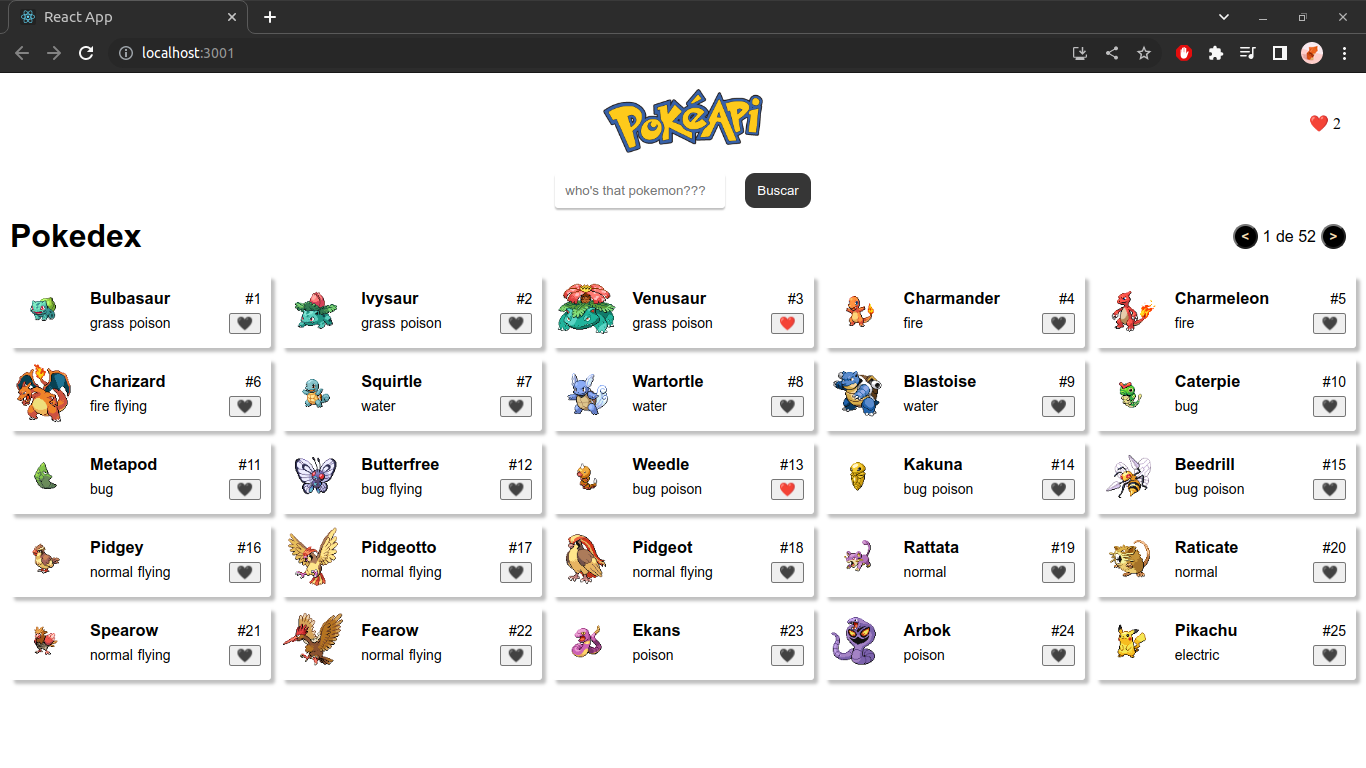 React App
localhost:3001
PokéApi
❤️ 2
who's that pokemon???
Buscar
Pokedex
< 1 de 52 >
Bulbasaur #1 Ivysaur #2 Venusaur #3 Charmander #4 Charmeleon #5
grass poison grass poison grass poison fire fire
Charizard #6 Squirtle #7 Wartortle #8 Blastoise #9 Caterpie #10
fire flying water water water bug
Metapod #11 Butterfree #12 Weedle #13 Kakuna #14 Beedrill #15
bug bug flying bug poison bug poison bug poison
Pidgey #16 Pidgeotto #17 Pidgeot #18 Rattata #19 Raticate #20
normal flying normal flying normal flying normal normal
Spearow #21 Fearow #22 Ekans #23 Arbok #24 Pikachu #25
normal flying normal flying poison poison electric